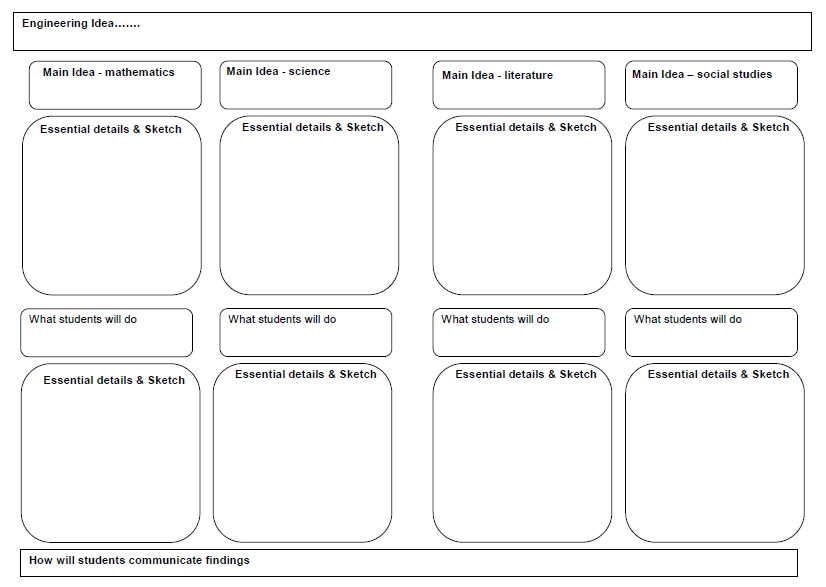 Engineering Idea…….
Main Idea - mathematics
Main Idea - science
Main Idea - literature
Main Idea – social studies
Essential details & Sketch
Essential details & Sketch
Essential details & Sketch
Essential details & Sketch
What students will do
What students will do
What students will do
What students will do
Essential details & Sketch
Essential details & Sketch
Essential details & Sketch
Essential details & Sketch
How will students communicate findings